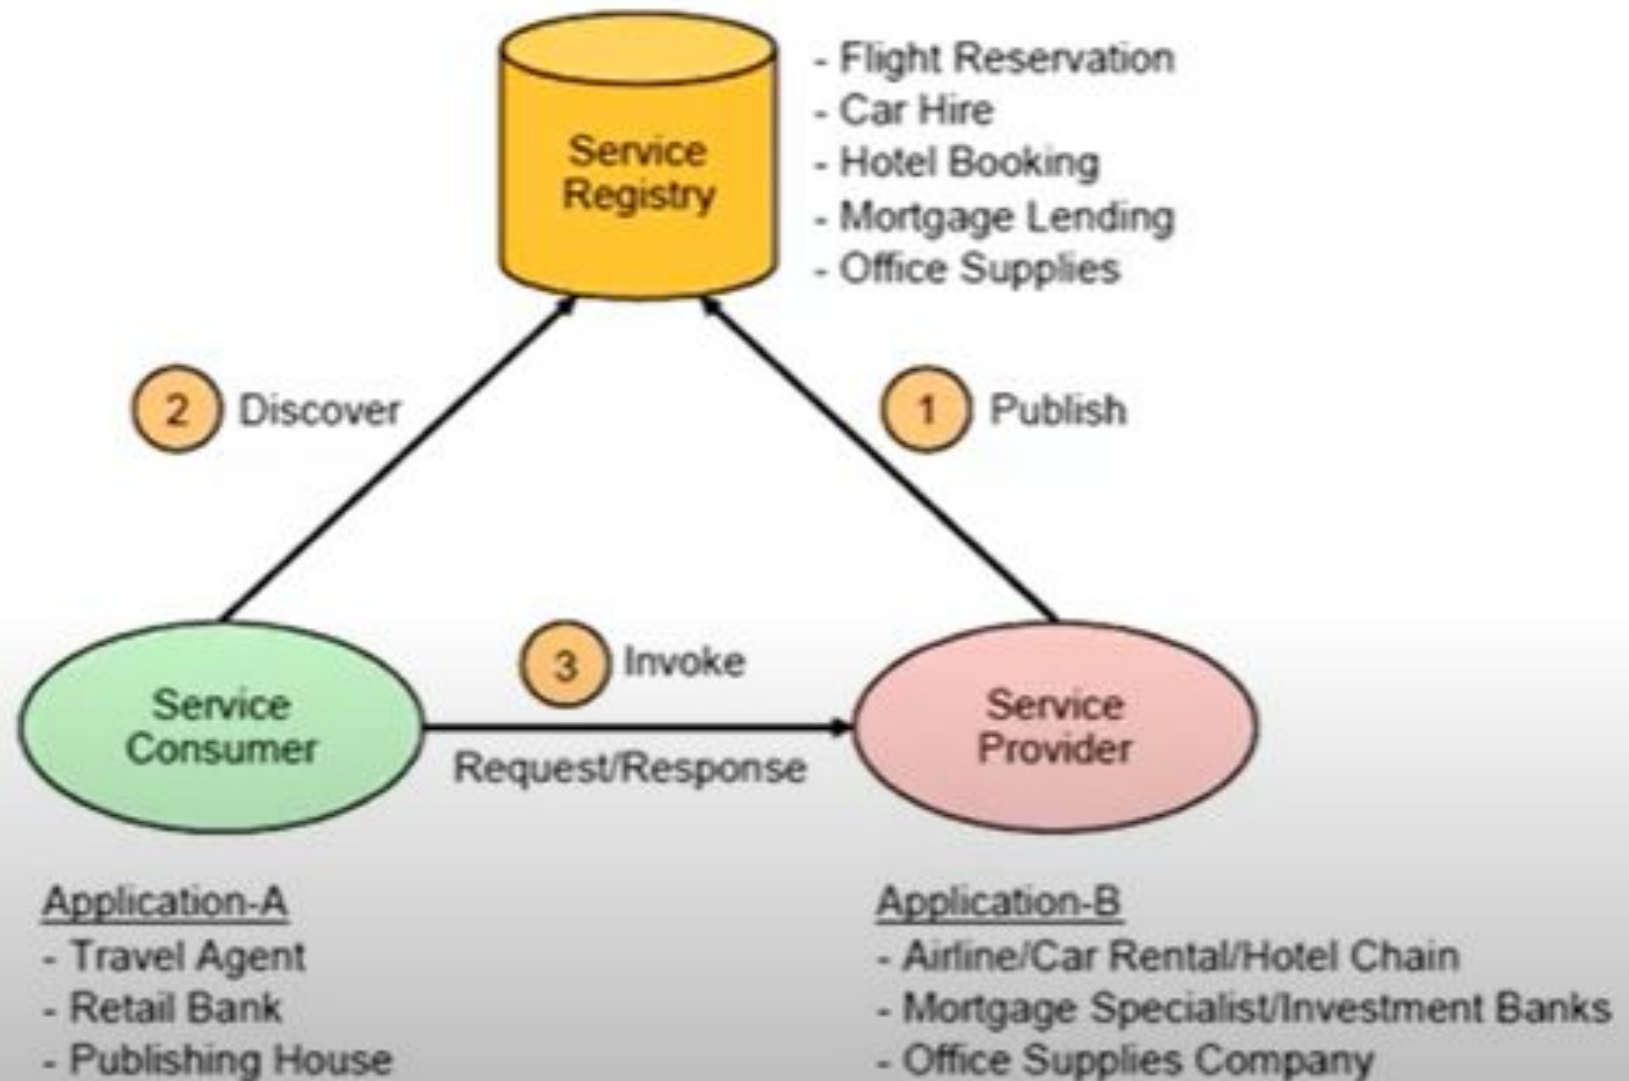 Service
Registry
- Flight Reservation
- Car Hire
- Hotel Booking
- Mortgage Lending
- Office Supplies
2 Discover
1 Publish
3 Invoke
Request/Response
Service
Consumer
Service
Provider
Application-A
- Travel Agent
- Retail Bank
- Publishing House
Application-B
- Airline/Car Rental/Hotel Chain
- Mortgage Specialist/Investment Banks
- Office Supplies Company